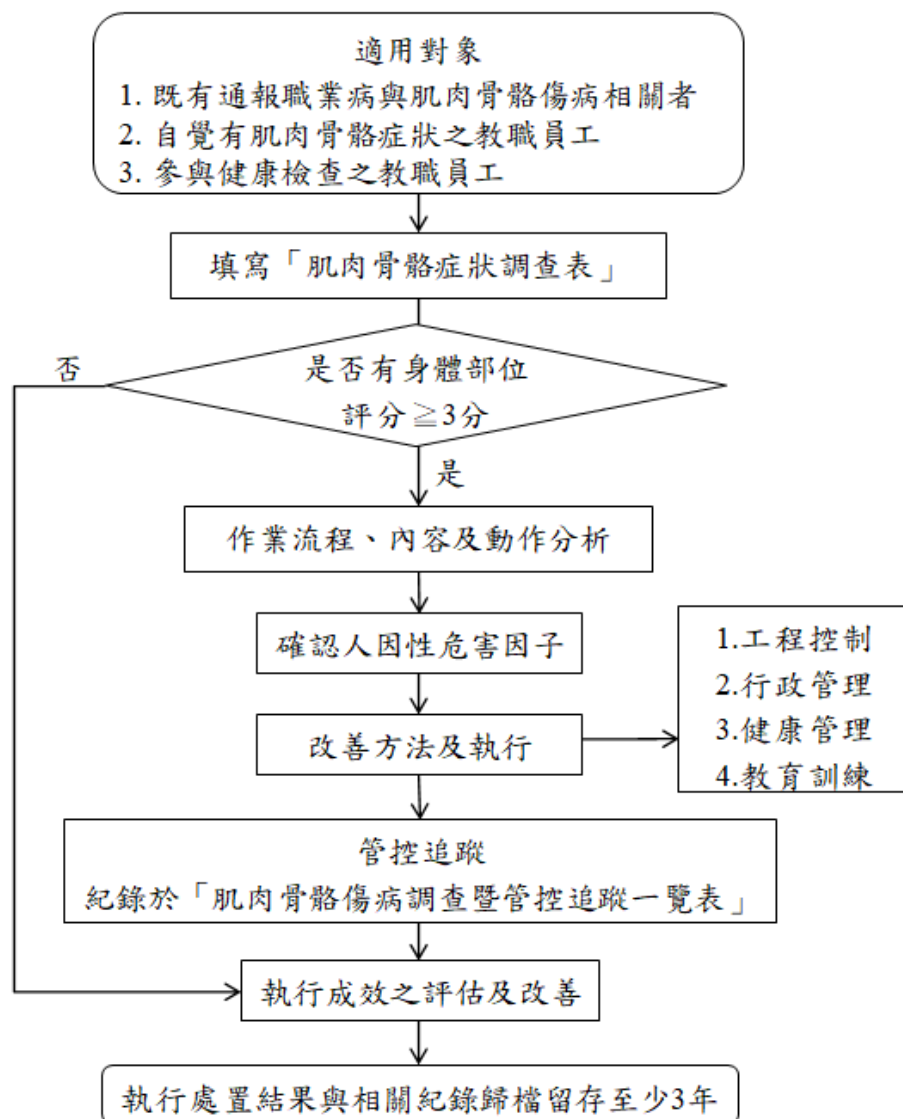 適用對象
1. 既有通報職業病與肌肉骨骼傷病相關者
2. 自覺有肌肉骨骼症狀之教職員工
3. 參與健康檢查之教職員工
填寫「肌肉骨骼症狀調查表」
否
是否有身體部位
評分≧3分
是
作業流程、內容及動作分析
確認人因性危害因子
改善方法及執行
1.工程控制
2.行政管理
3.健康管理
4.教育訓練
管控追蹤
紀錄於「肌肉骨骼傷病調查暨管控追蹤一覽表」
執行成效之評估及改善
執行處置結果與相關紀錄歸檔留存至少3年